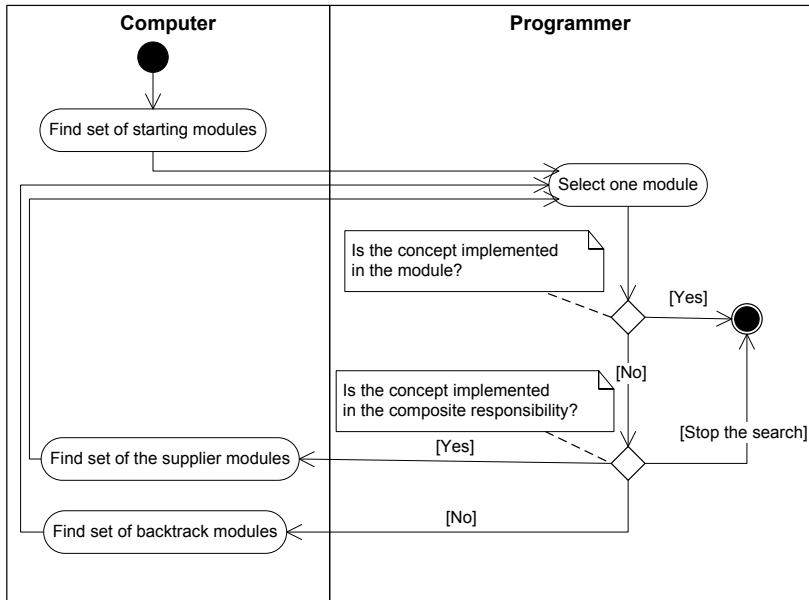 Computer
Programmer
Find set of starting modules
Select one module
Is the concept implemented
in the module?
[Yes]
[No]
Is the concept implemented
in the composite responsibility?
[Stop the search]
[Yes]
Find set of the supplier modules
[No]
Find set of backtrack modules